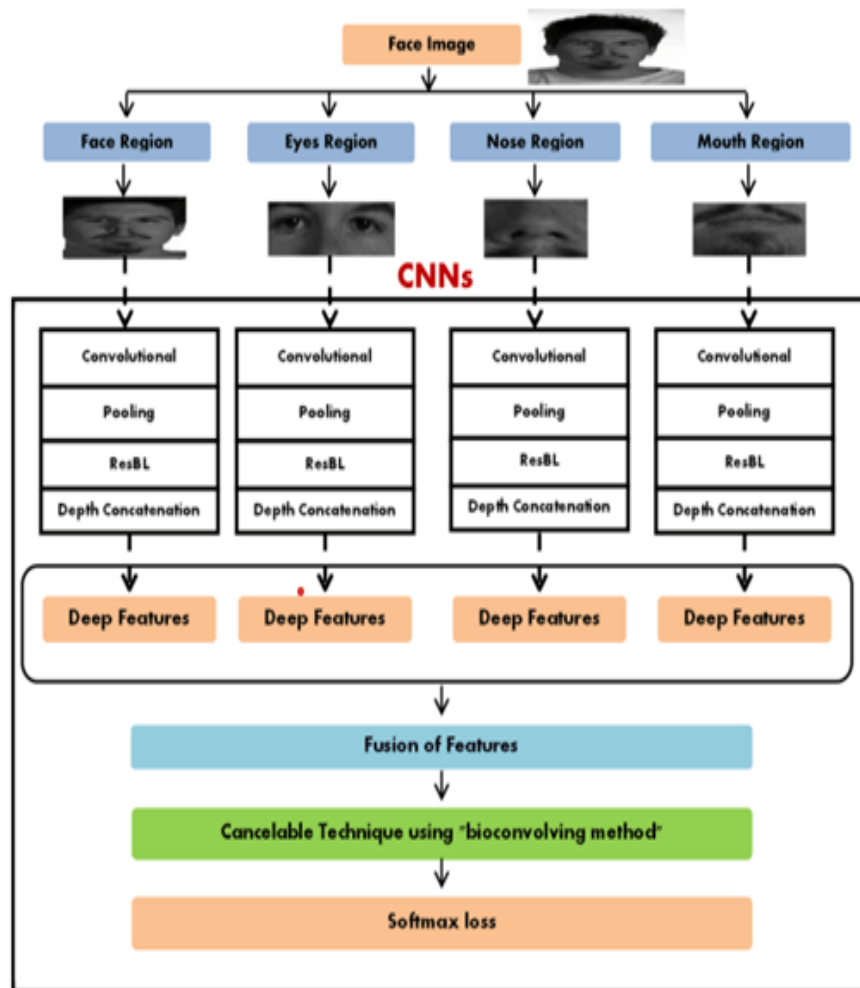 Face Image
Face Region
Eyes Region
Nose Region
Mouth Region
CNNs
Convolutional
Convolutional
Convolutional
Convolutional
Pooling
Pooling
Pooling
Pooling
ResBL
ResBL
ResBL
ResBL
Depth Concatenation
Depth Concatenation
Depth Concatenation
Depth Concatenation
Deep Features
Deep Features
Deep Features
Deep Features
Fusion of Features
Cancelable Technique using "bioconvolving method"
Softmax loss